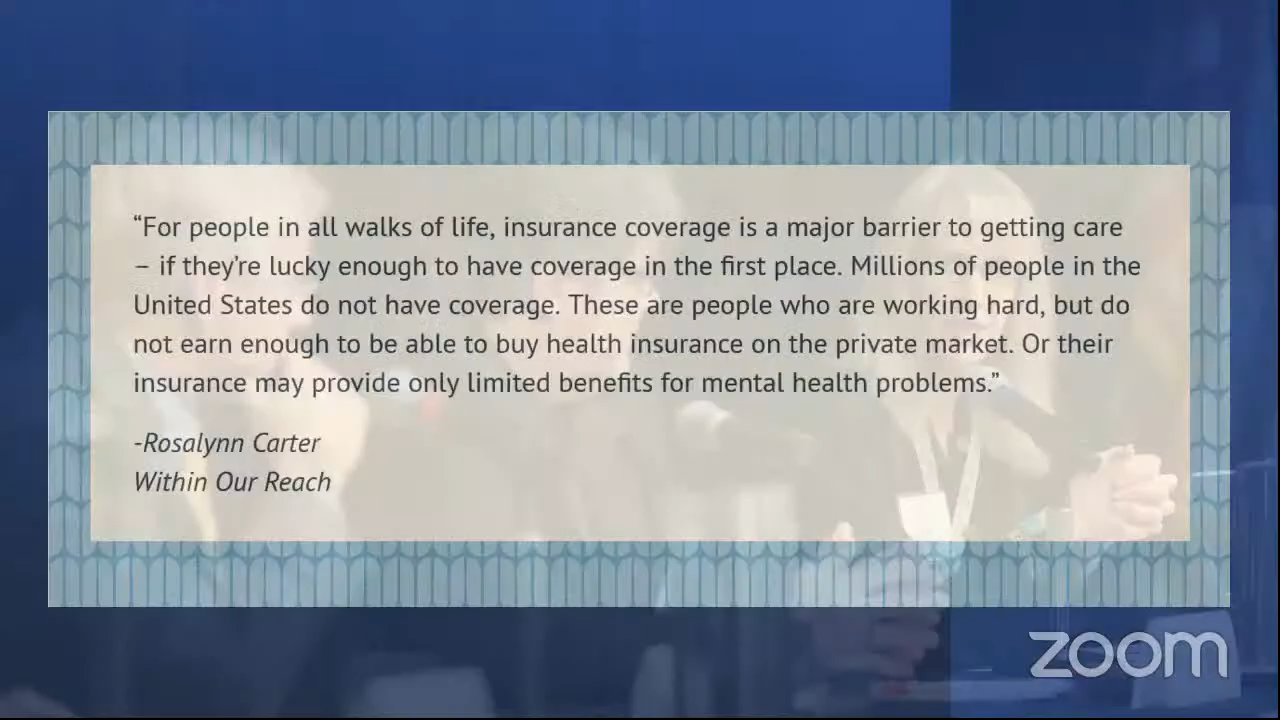 “For people in all walks of life, insurance coverage is a major barrier to getting care
– if they’re lucky enough to have coverage in the first place. Millions of people in the
United States do not have coverage. These are people who are working hard, but do
not earn enough to be able to buy health insurance on the private market. Or their
insurance may provide only limited benefits for mental health problems.”
-Rosalynn Carter
Within Our Reach
zoom